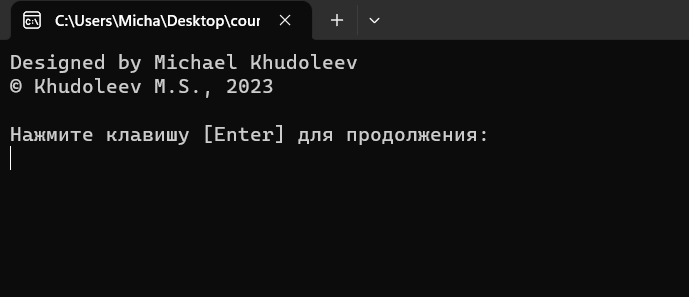 C:\Users\Micha\Desktop\cour
Designed by Michael Khudoleev
© Khudoleev M.S., 2023
Нажмите клавишу [Enter] для продолжения: